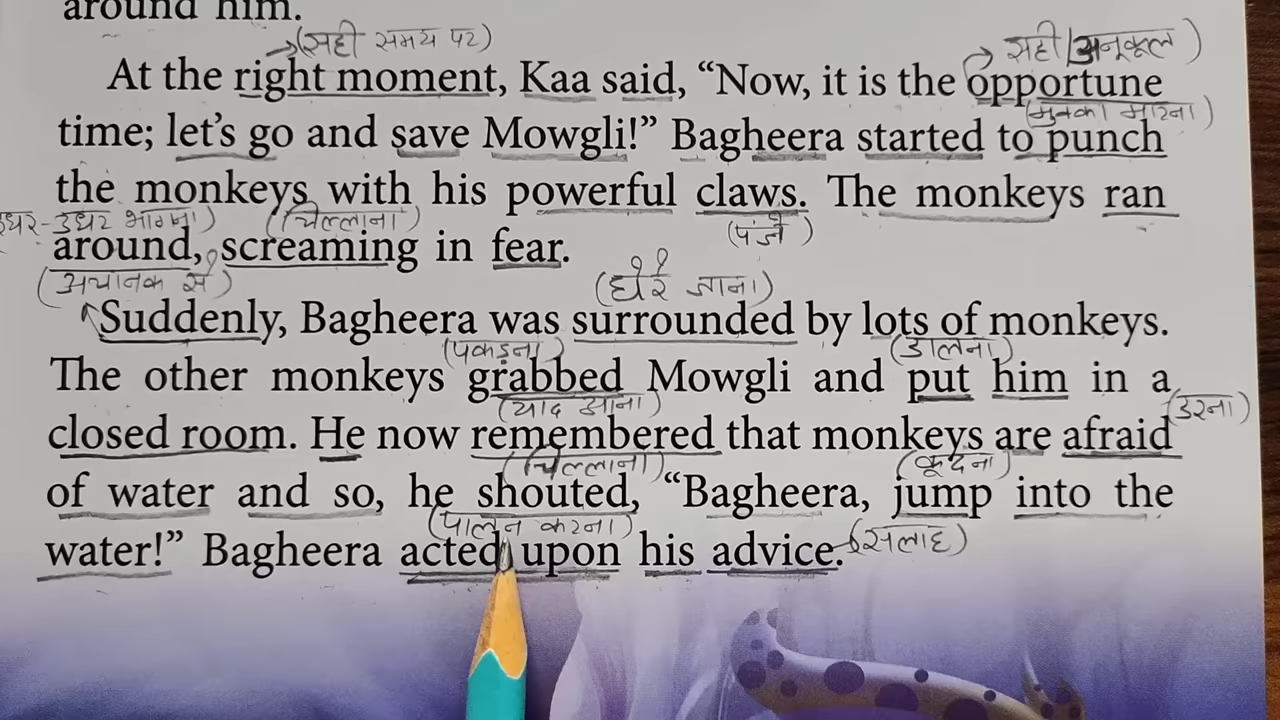 around him.
(सही समय पर)
सही/अनुकूल)
At the right moment, Kaa said, “Now, it is the opportune
(मुक्का मारना)
time; let’s go and save Mowgli!” Bagheera started to punch
the monkeys with his powerful claws. The monkeys ran
इधर-उधर भागना) (चिल्लाना) (पंजे)
around, screaming in fear.
(अचानक से) (घेरे जाना)
Suddenly, Bagheera was surrounded by lots of monkeys.
(पकड़ना) (डालना)
The other monkeys grabbed Mowgli and put him in a
(याद आना) (डरना)
closed room. He now remembered that monkeys are afraid
(चिल्लाना) (कूदना)
of water and so, he shouted, “Bagheera, jump into the
(पालन करना)
water!” Bagheera acted upon his advice. (सलाह)